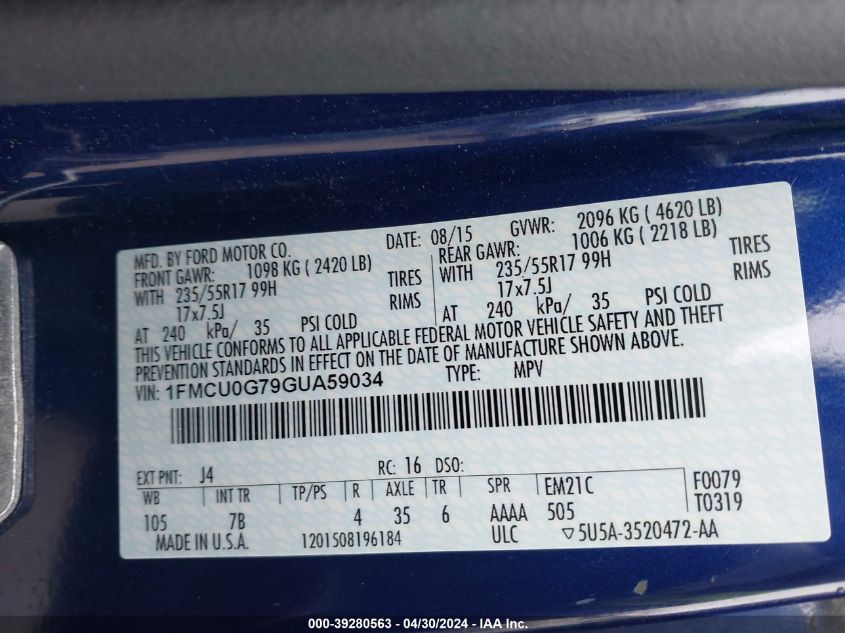 MFD. BY FORD MOTOR CO. DATE: 08/15 GVWR: 2096 KG ( 4620 LB)
FRONT GAWR: 1098 KG ( 2420 LB) REAR GAWR: 1006 KG ( 2218 LB)
WITH 235/55R17 99H TIRES WITH 235/55R17 99H TIRES
17x7.5J RIMS 17x7.5J RIMS
AT 240 kPa/ 35 PSI COLD AT 240 kPa/ 35 PSI COLD
THIS VEHICLE CONFORMS TO ALL APPLICABLE FEDERAL MOTOR VEHICLE SAFETY AND THEFT
PREVENTION STANDARDS IN EFFECT ON THE DATE OF MANUFACTURE SHOWN ABOVE.
VIN: 1FMCU0G79GUA59034 TYPE: MPV
EXT PNT: J4 RC: 16 DSO:
WB INT TR TP/PS R AXLE TR SPR EM21C F0079
105 7B 4 35 6 AAAA 505 T0319
MADE IN U.S.A. 1201508196184 ULC ▽5U5A-3520472-AA
000-39280563 - 04/30/2024 - IAA Inc.